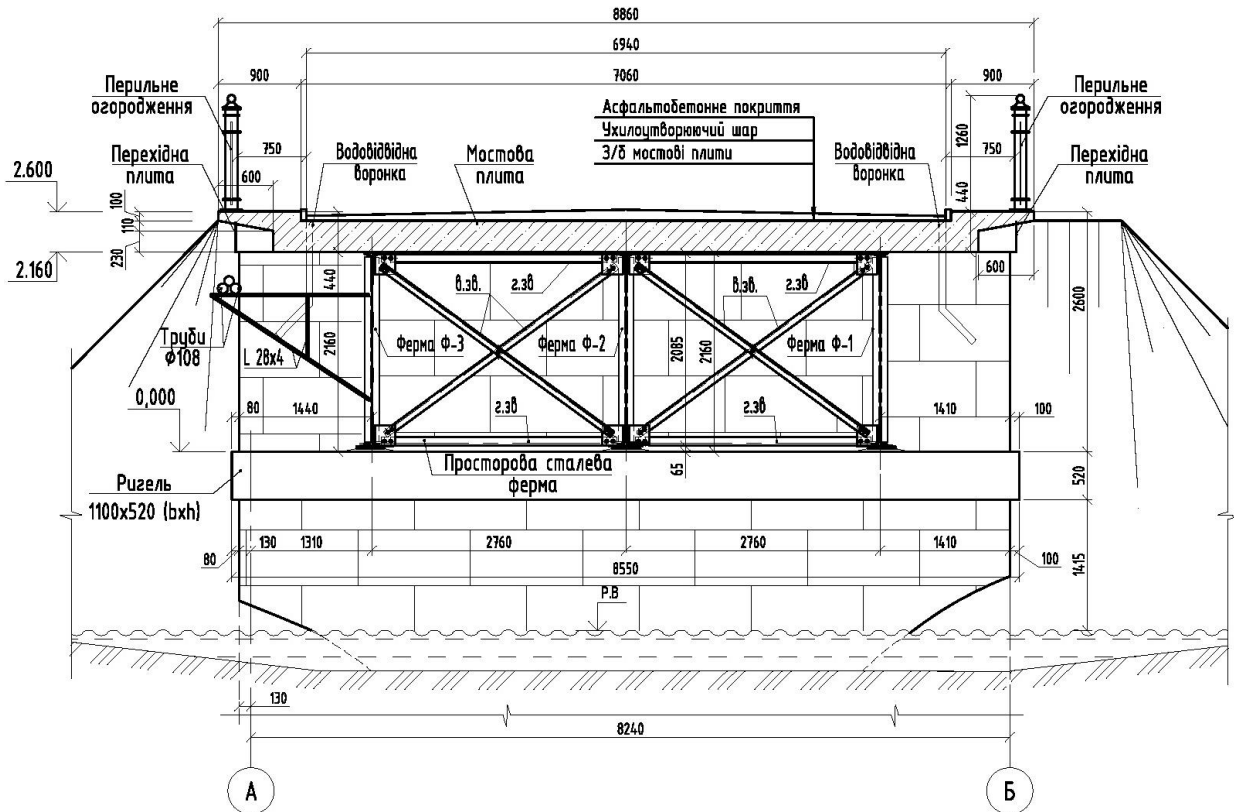 8860
6940
900
7060
900
Перильне
огородження
Асфальтобетонне покриття
Ухилоутворюючий шар
З/б мостові плити
1260
Перильне
огородження
750
Водовідвідна
воронка
Мостова
плита
Водовідвідна
воронка
750
Перехідна
плита
600
Перехідна
плита
2.600
100
110
440
230
2.160
440
600
в.зв.
г.зв
в.зв.
г.зв
2600
Труби
ф108
L 28х4
2160
Ферма Ф-3
Ферма Ф-2
2085
2160
Ферма Ф-1
0,000
80
1440
г.зв
г.зв
1410
100
Просторова сталева
ферма
65
520
Ригель
1100х520 (bхh)
80
130
1310
2760
2760
1410
100
8550
1415
Р.В
130
8240
А
Б